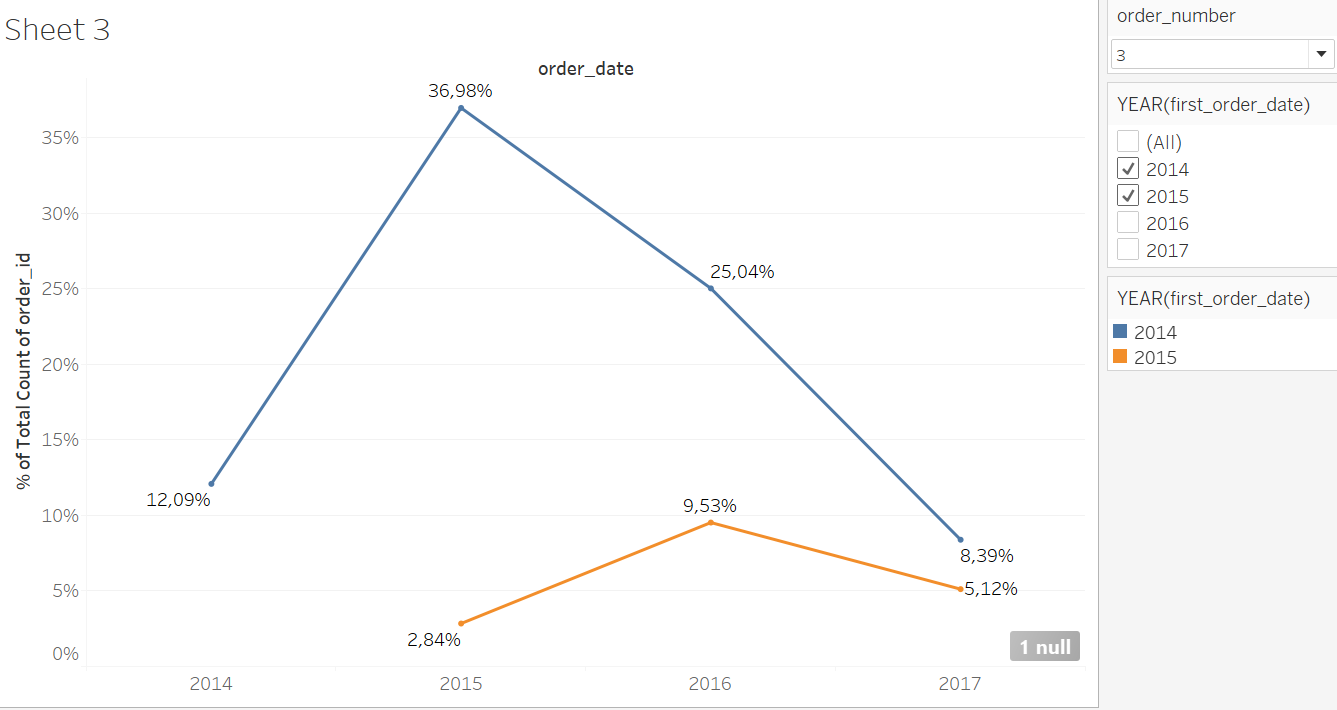 Sheet 3
order_date
36,98%
35%
30%
25,04%
25%
20%
15%
12,09%
10%
9,53%
8,39%
5%
5,12%
2,84%
0%
1 null
% of Total Count of order_id
2014 2015 2016 2017
order_number
3
YEAR(first_order_date)
(All)
2014
2015
2016
2017
YEAR(first_order_date)
2014
2015